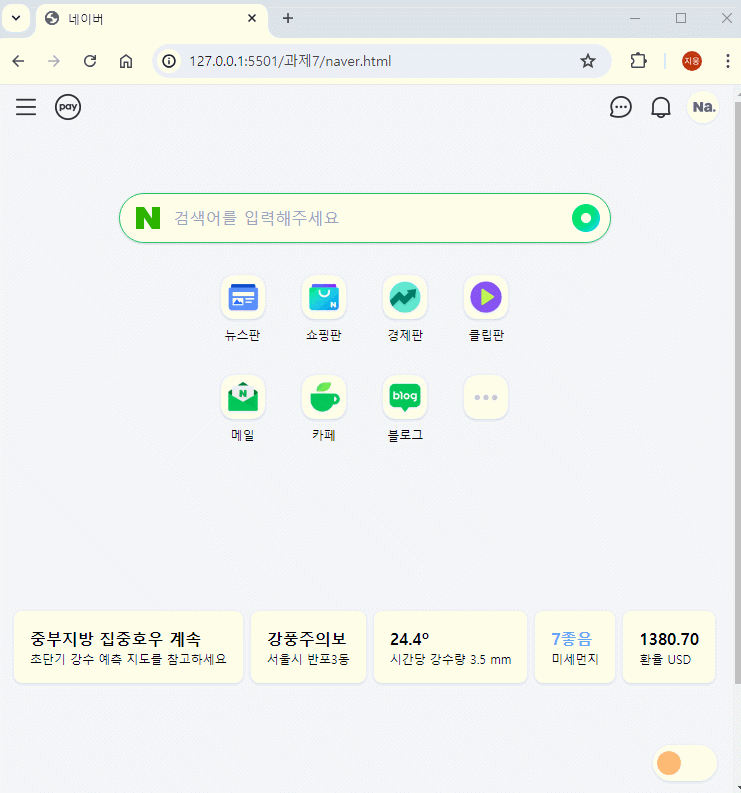 네이버
127.0.0.1:5501/과제7/naver.html
지용
pay
Na.
N 검색어를 입력해주세요
뉴스판 쇼핑판 경제판 클립판
N
N
blog
메일 카페 블로그
중부지방 집중호우 계속
초단기 강수 예측 지도를 참고하세요
강풍주의보
서울시 반포3동
24.4º
시간당 강수량 3.5 mm
7좋음
미세먼지
1380.70
환율 USD